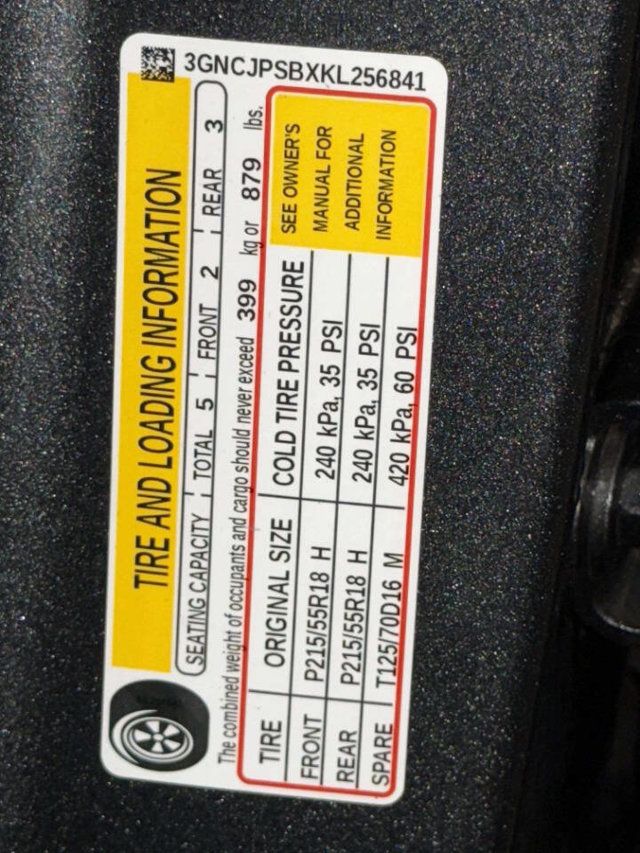 3GNCJPSBXKL256841
TIRE AND LOADING INFORMATION
SEATING CAPACITY TOTAL 5 FRONT 2 REAR 3
The combined weight of occupants and cargo should never exceed 399 kg or 879 lbs.
TIRE ORIGINAL SIZE COLD TIRE PRESSURE
FRONT P215/55R18 H 240 kPa, 35 PSI
REAR P215/55R18 H 240 kPa, 35 PSI
SPARE T125/70D16 M 420 kPa, 60 PSI
SEE OWNER'S
MANUAL FOR
ADDITIONAL
INFORMATION